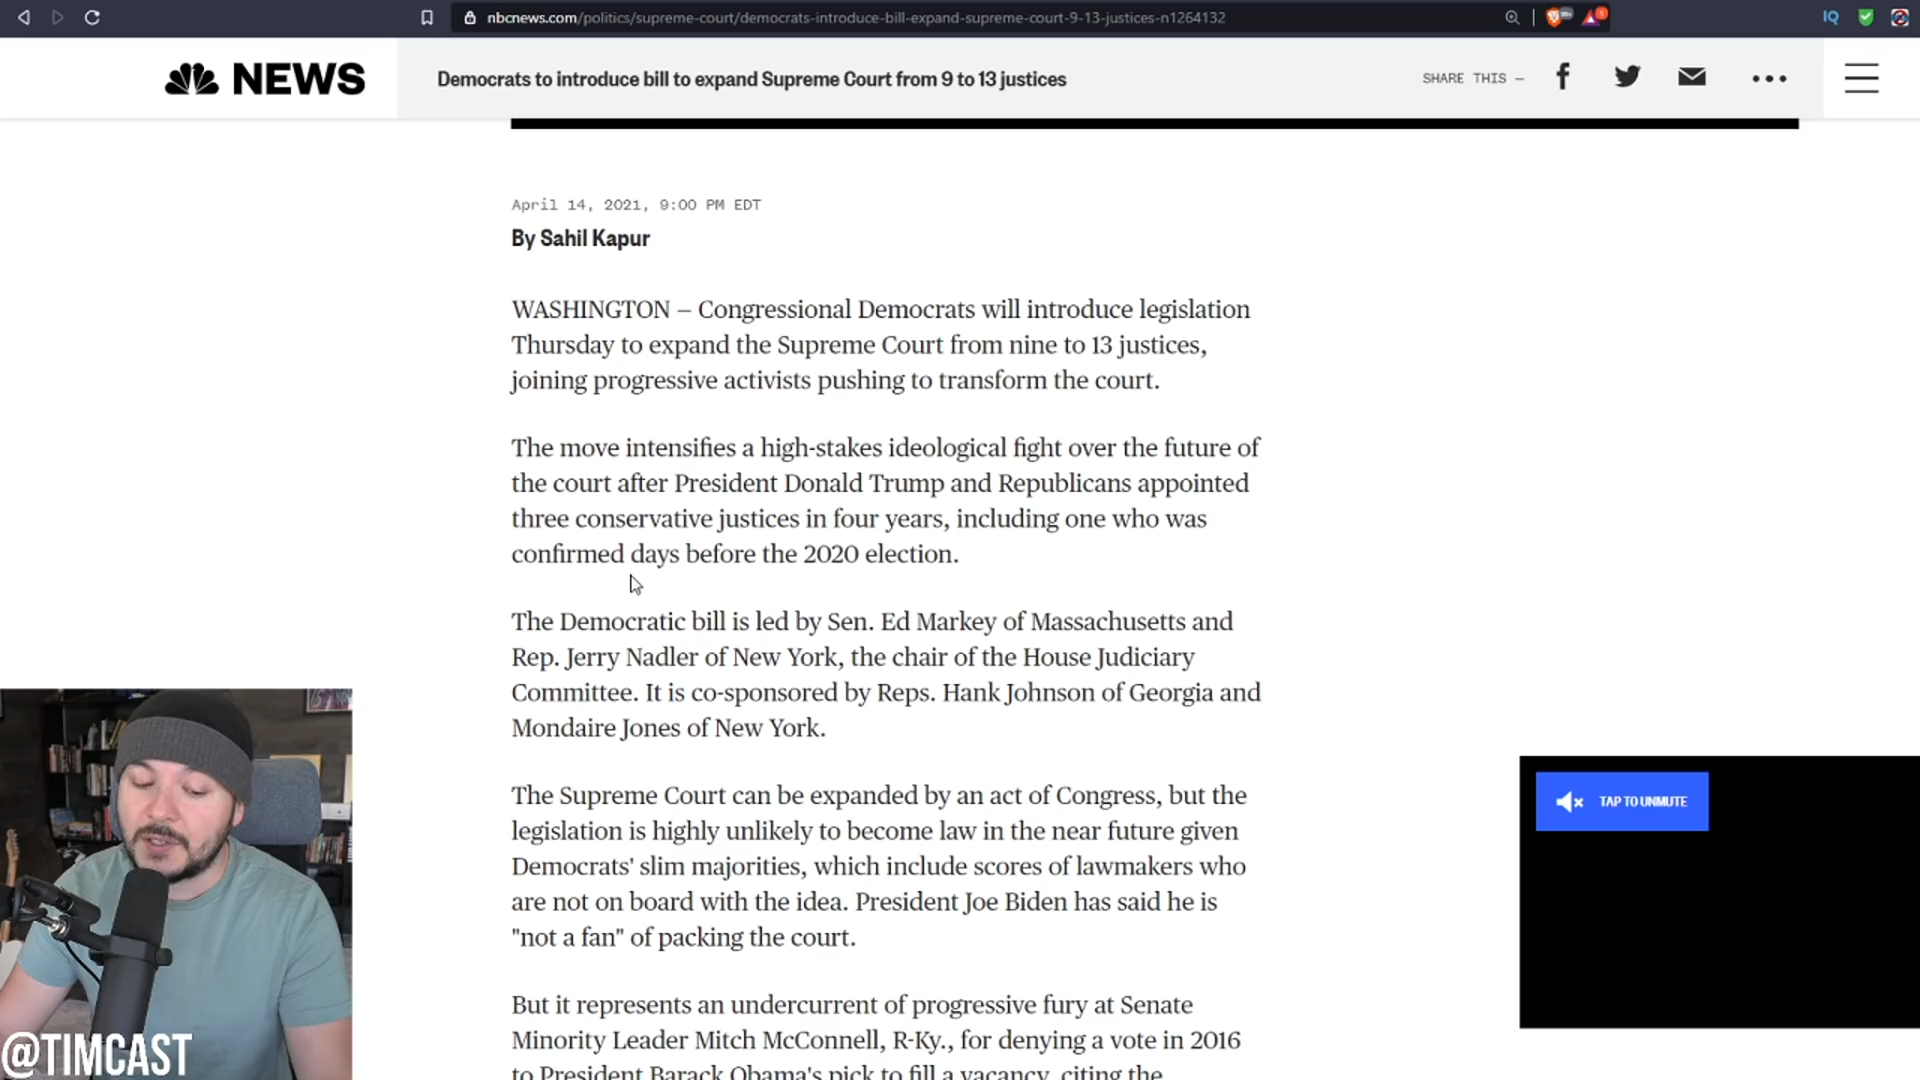 nbcnews.com/politics/supreme-court/democrats-introduce-bill-expand-supreme-court-9-13-justices-n1264132
IQ
NEWS
Democrats to introduce bill to expand Supreme Court from 9 to 13 justices
SHARE THIS —
April 14, 2021, 9:00 PM EDT
By Sahil Kapur
WASHINGTON — Congressional Democrats will introduce legislation
Thursday to expand the Supreme Court from nine to 13 justices,
joining progressive activists pushing to transform the court.
The move intensifies a high-stakes ideological fight over the future of
the court after President Donald Trump and Republicans appointed
three conservative justices in four years, including one who was
confirmed days before the 2020 election.
The Democratic bill is led by Sen. Ed Markey of Massachusetts and
Rep. Jerry Nadler of New York, the chair of the House Judiciary
Committee. It is co-sponsored by Reps. Hank Johnson of Georgia and
Mondaire Jones of New York.
The Supreme Court can be expanded by an act of Congress, but the
legislation is highly unlikely to become law in the near future given
Democrats' slim majorities, which include scores of lawmakers who
are not on board with the idea. President Joe Biden has said he is
"not a fan" of packing the court.
But it represents an undercurrent of progressive fury at Senate
Minority Leader Mitch McConnell, R-Ky., for denying a vote in 2016
to President Barack Obama's pick to fill a vacancy, citing the
TAP TO UNMUTE
@TIMCAST